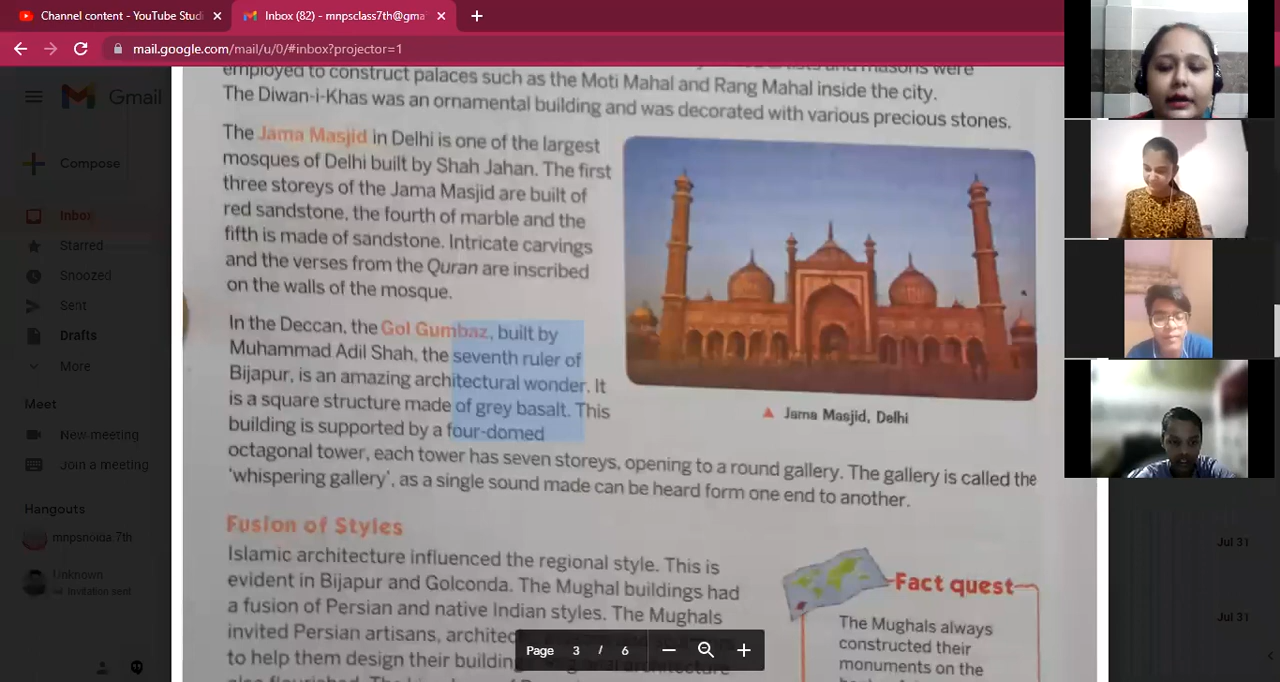 Channel content - YouTube Studi
Inbox (82) - mnpsclass7th@gma
mail.google.com/mail/u/0/#inbox?projector=1
Gmail
Compose
Inbox
Starred
Snoozed
Sent
Drafts
More
Meet
New meeting
Join a meeting
Hangouts
mnpsnoida.7th
Unknown
Invitation sent
employed to construct palaces such as the Moti Mahal and Rang Mahal inside the city.
The Diwan-i-Khas was an ornamental building and was decorated with various precious stones.
The Jama Masjid in Delhi is one of the largest
mosques of Delhi built by Shah Jahan. The first
three storeys of the Jama Masjid are built of
red sandstone, the fourth of marble and the
fifth is made of sandstone. Intricate carvings
and the verses from the Quran are inscribed
on the walls of the mosque.
Jama Masjid, Delhi
In the Deccan, the Gol Gumbaz, built by
Muhammad Adil Shah, the seventh ruler of
Bijapur, is an amazing architectural wonder. It
is a square structure made of grey basalt. This
building is supported by a four-domed
octagonal tower, each tower has seven storeys, opening to a round gallery. The gallery is called the
'whispering gallery', as a single sound made can be heard form one end to another.
Fusion of Styles
Islamic architecture influenced the regional style. This is
evident in Bijapur and Golconda. The Mughal buildings had
a fusion of Persian and native Indian styles. The Mughals
invited Persian artisans, architec
to help them design their building
Fact quest
The Mughals always
constructed their
monuments on the
Page 3 / 6
Jul 31
Jul 31